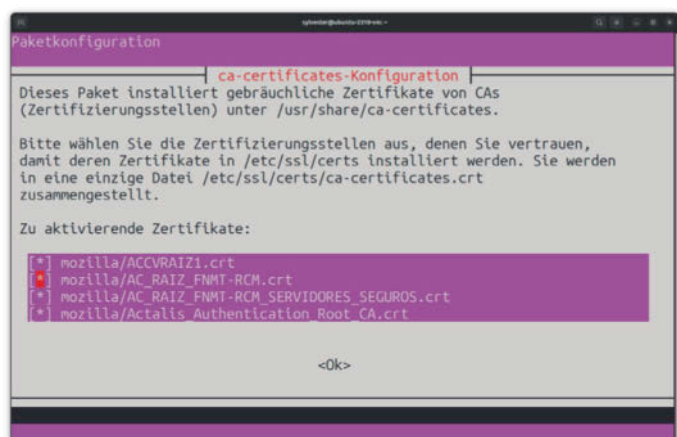 Paketkonfiguration
ca-certificates-Konfiguration
Dieses Paket installiert gebräuchliche Zertifikate von CAs
(Zertifizierungsstellen) unter /usr/share/ca-certificates.
Bitte wählen Sie die Zertifizierungsstellen aus, denen Sie vertrauen,
damit deren Zertifikate in /etc/ssl/certs installiert werden. Sie werden
in eine einzige Datei /etc/ssl/certs/ca-certificates.crt
zusammengestellt.
Zu aktivierende Zertifikate:
[*] mozilla/ACCVRAIZ1.crt
[*] mozilla/AC_RAIZ_FNMT-RCM.crt
[*] mozilla/AC_RAIZ_FNMT-RCM_SERVIDORES_SEGUROS.crt
[*] mozilla/Actalis_Authentication_Root_CA.crt
<Ok>